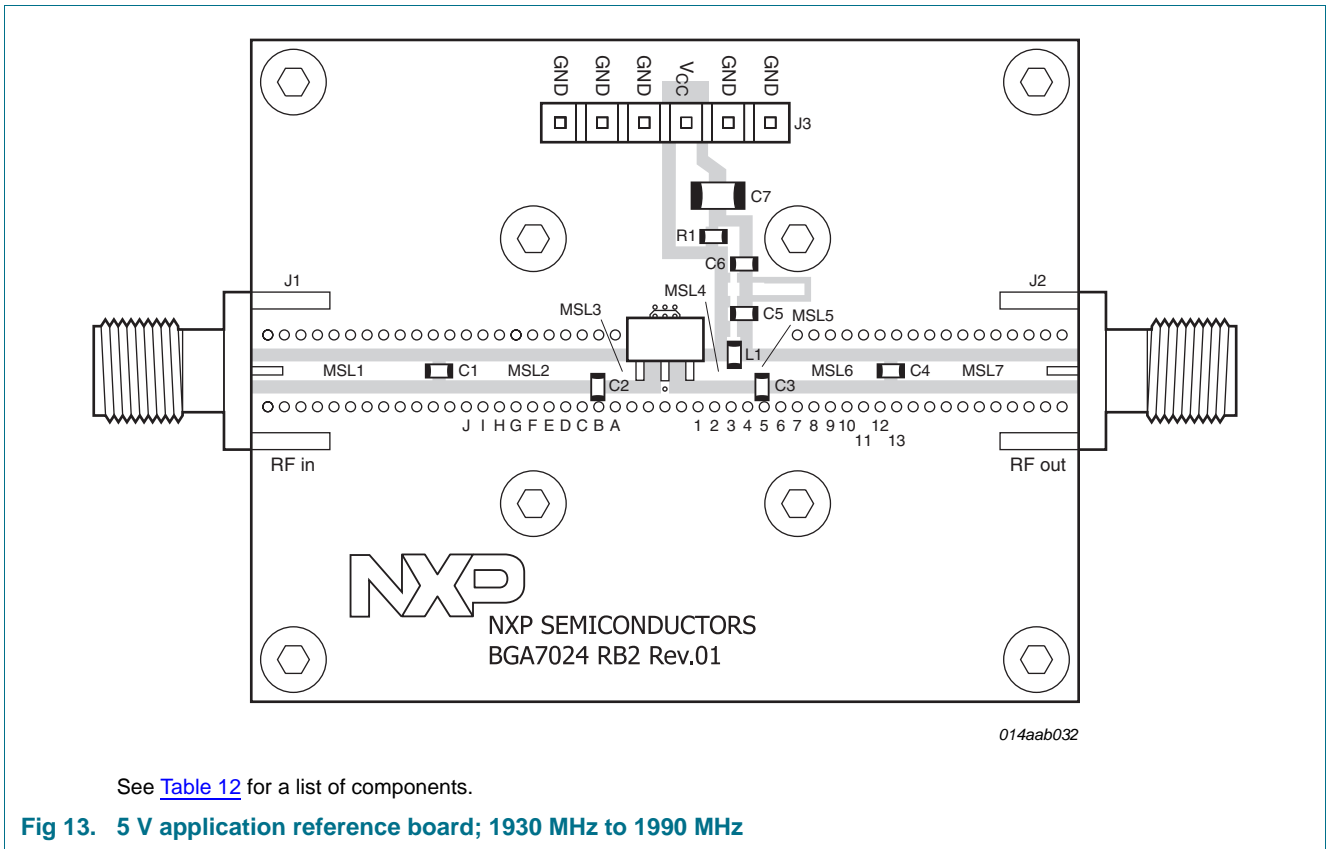 GND GND GND VCC GND GND
J3
C7
R1
C6
J1
MSL4
J2
MSL3
C5
MSL5
L1
MSL1 C1 MSL2 MSL6 C4 MSL7
C2 C3
J I H G F E D C B A 1 2 3 4 5 6 7 8 9 10 12
11 13
RF in RF out
NXP
NXP SEMICONDUCTORS
BGA7024 RB2 Rev.01
014aab032
See Table 12 for a list of components.
Fig 13. 5 V application reference board; 1930 MHz to 1990 MHz